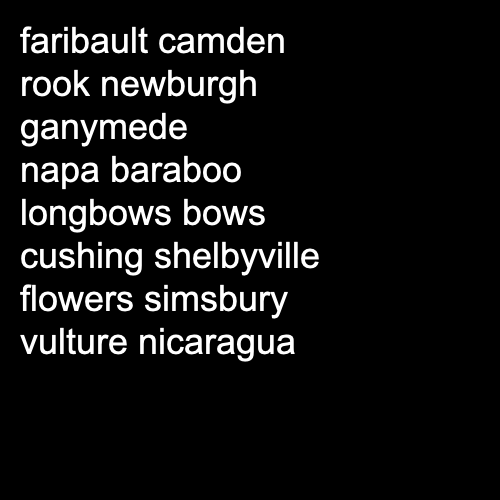 faribault camden
rook newburgh
ganymede
napa baraboo
longbows bows
cushing shelbyville
flowers simsbury
vulture nicaragua